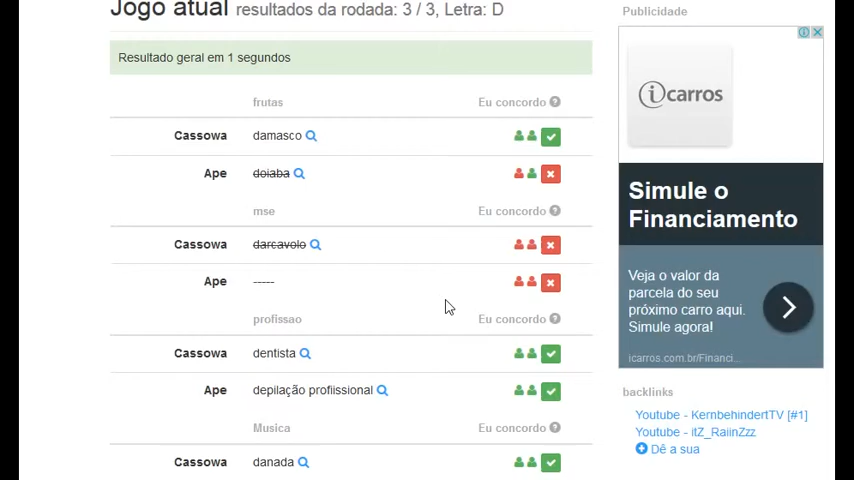 Jogo atual resultados da rodada: 3 / 3, Letra: D
Resultado geral em 1 segundos
frutas Eu concordo
Cassowa damasco
Ape doiaba
mse Eu concordo
Cassowa darcavolo
Ape -----
profissao Eu concordo
Cassowa dentista
Ape depilação profiissional
Musica Eu concordo
Cassowa danada
Publicidade
icarros
Simule o
Financiamento
Veja o valor da
parcela do seu
próximo carro aqui.
Simule agora!
icarros.com.br/Financi...
backlinks
Youtube - KernbehindertTV [#1]
Youtube - itZ_RaiinZzz
Dê a sua